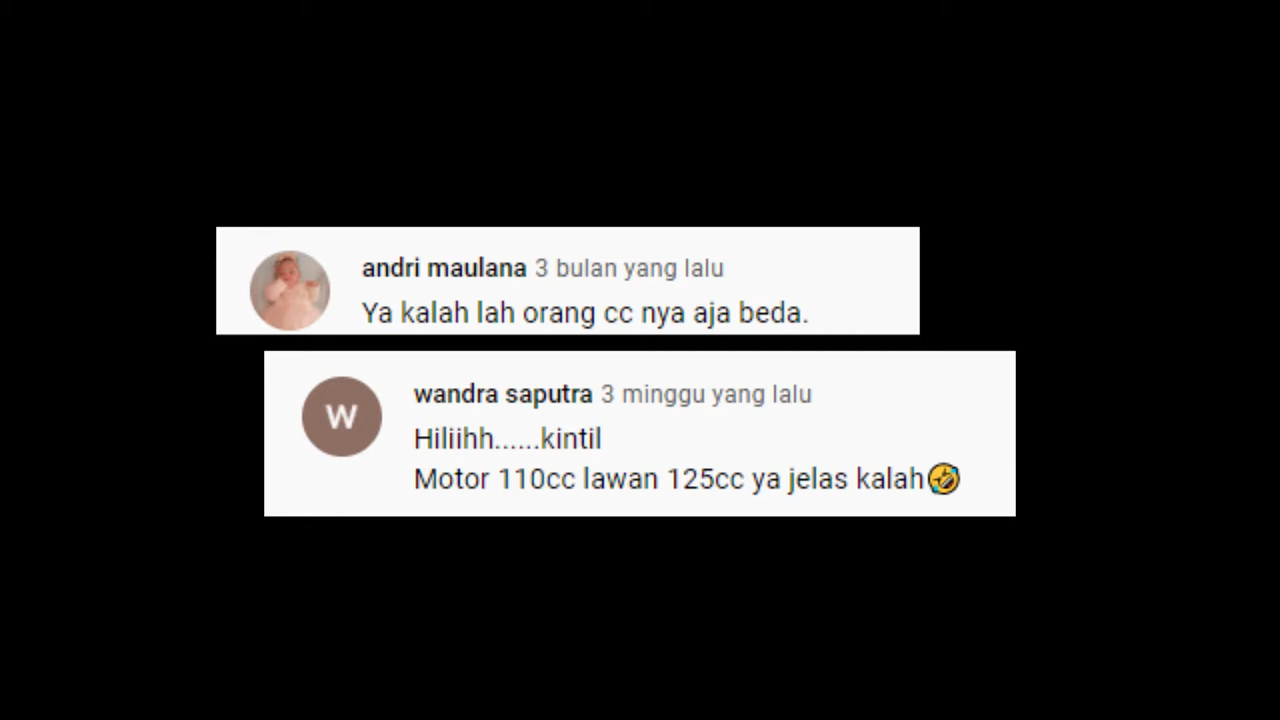 andri maulana 3 bulan yang lalu
Ya kalah lah orang cc nya aja beda.
W
wandra saputra 3 minggu yang lalu
Hiliihh......kintil
Motor 110cc lawan 125cc ya jelas kalah🤣